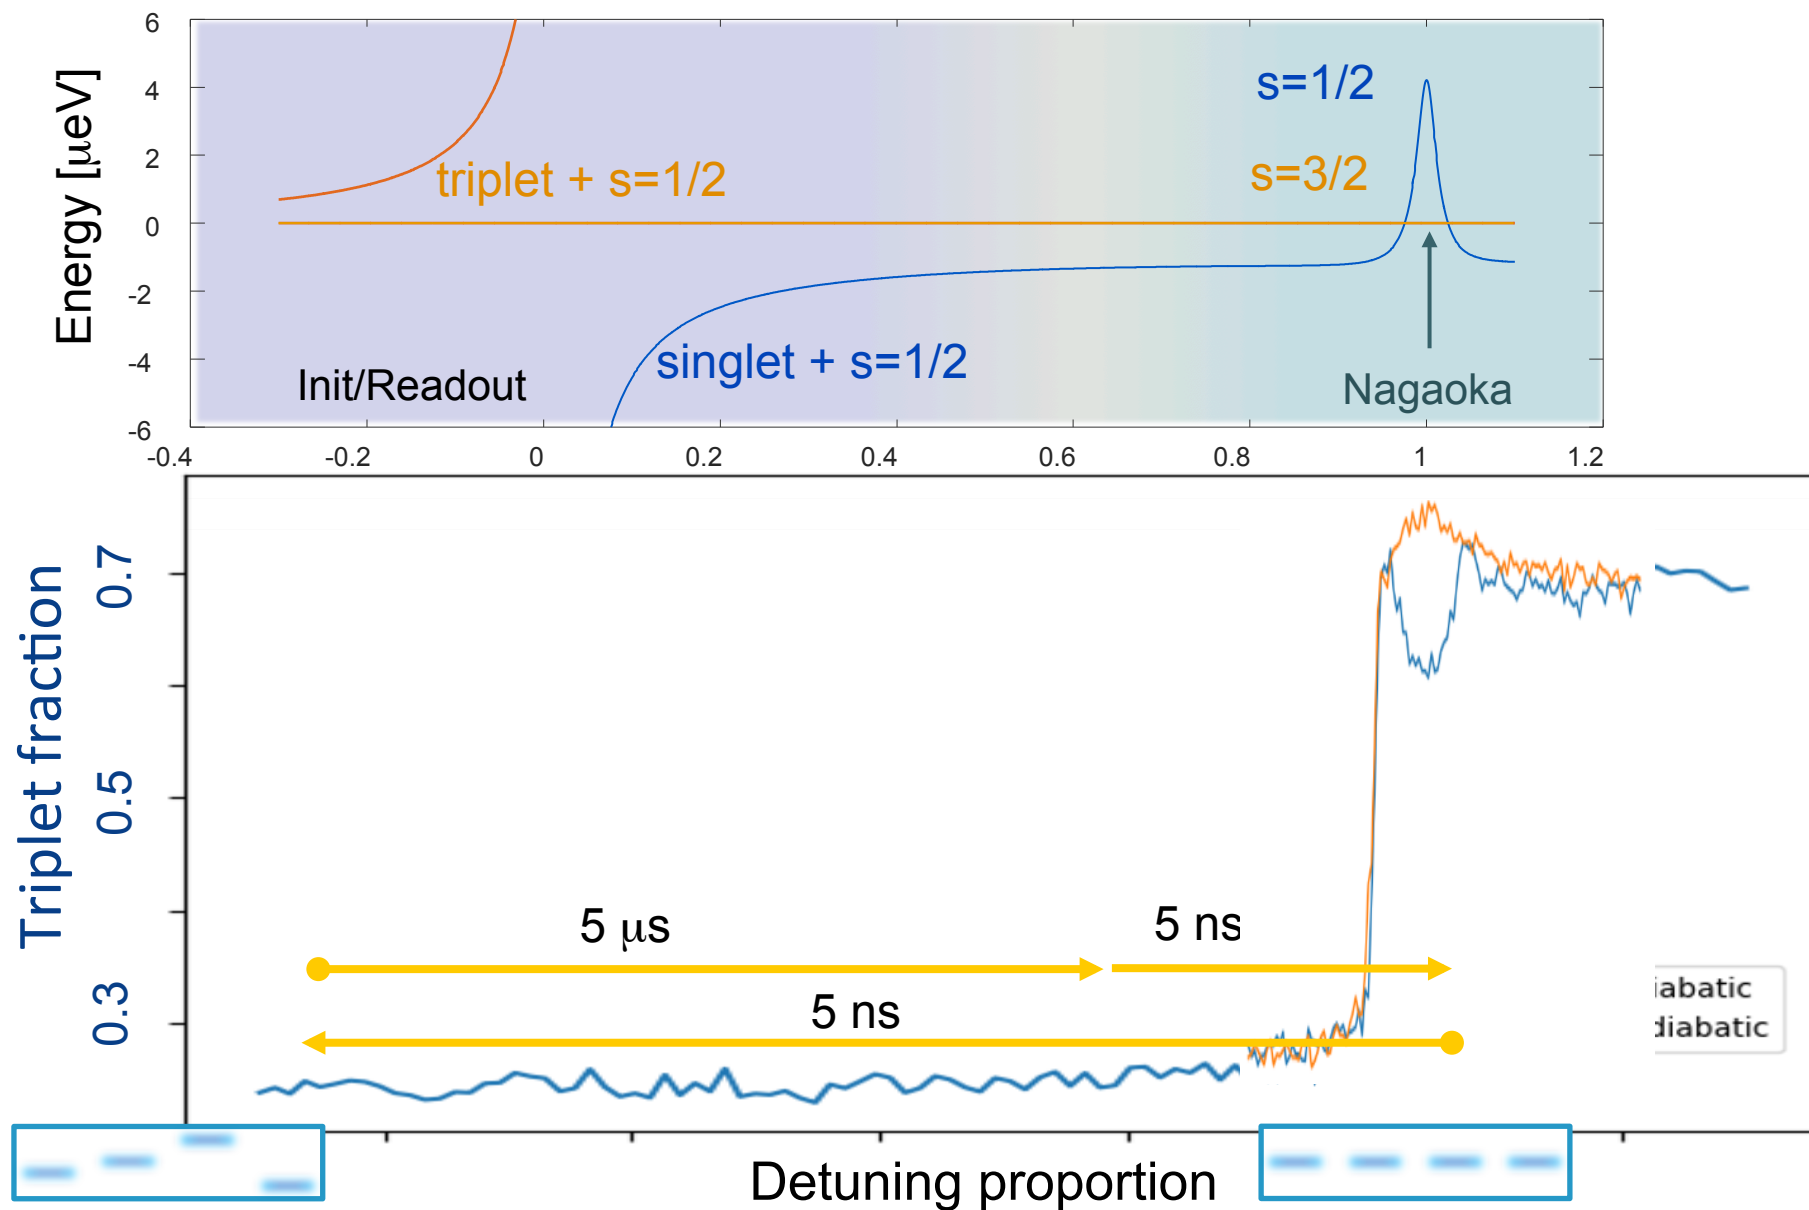 6
4
2
0
-2
-4
-6
Energy [μeV]
s=1/2
triplet + s=1/2
s=3/2
singlet + s=1/2
Init/Readout
Nagaoka
-0.4
-0.2
0
0.2
0.4
0.6
0.8
1
1.2
Triplet fraction
0.7
0.5
0.3
5 μs
5 ns
5 ns
iabatic
diabatic
Detuning proportion